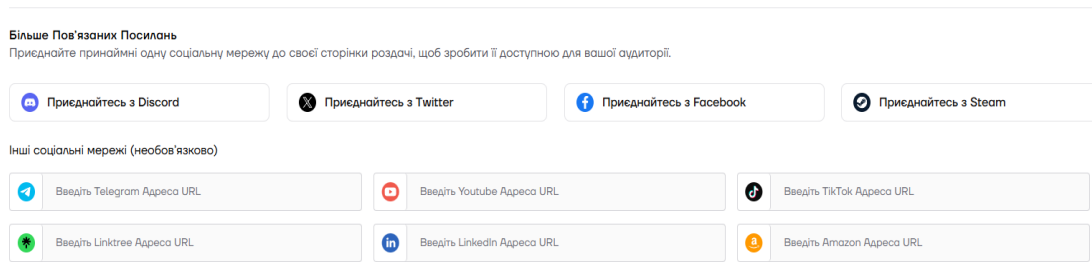 Більше Пов'язаних Посилань
Приєднайте принаймні одну соціальну мережу до своєї сторінки роздачі, щоб зробити її доступною для вашої аудиторії.
Приєднайтесь з Discord
Приєднайтесь з Twitter
Приєднайтесь з Facebook
Приєднайтесь з Steam
Інші соціальні мережі (необов'язково)
Введіть Telegram Адреса URL
Введіть Youtube Адреса URL
Введіть TikTok Адреса URL
Введіть Linktree Адреса URL
Введіть LinkedIn Адреса URL
Введіть Amazon Адреса URL